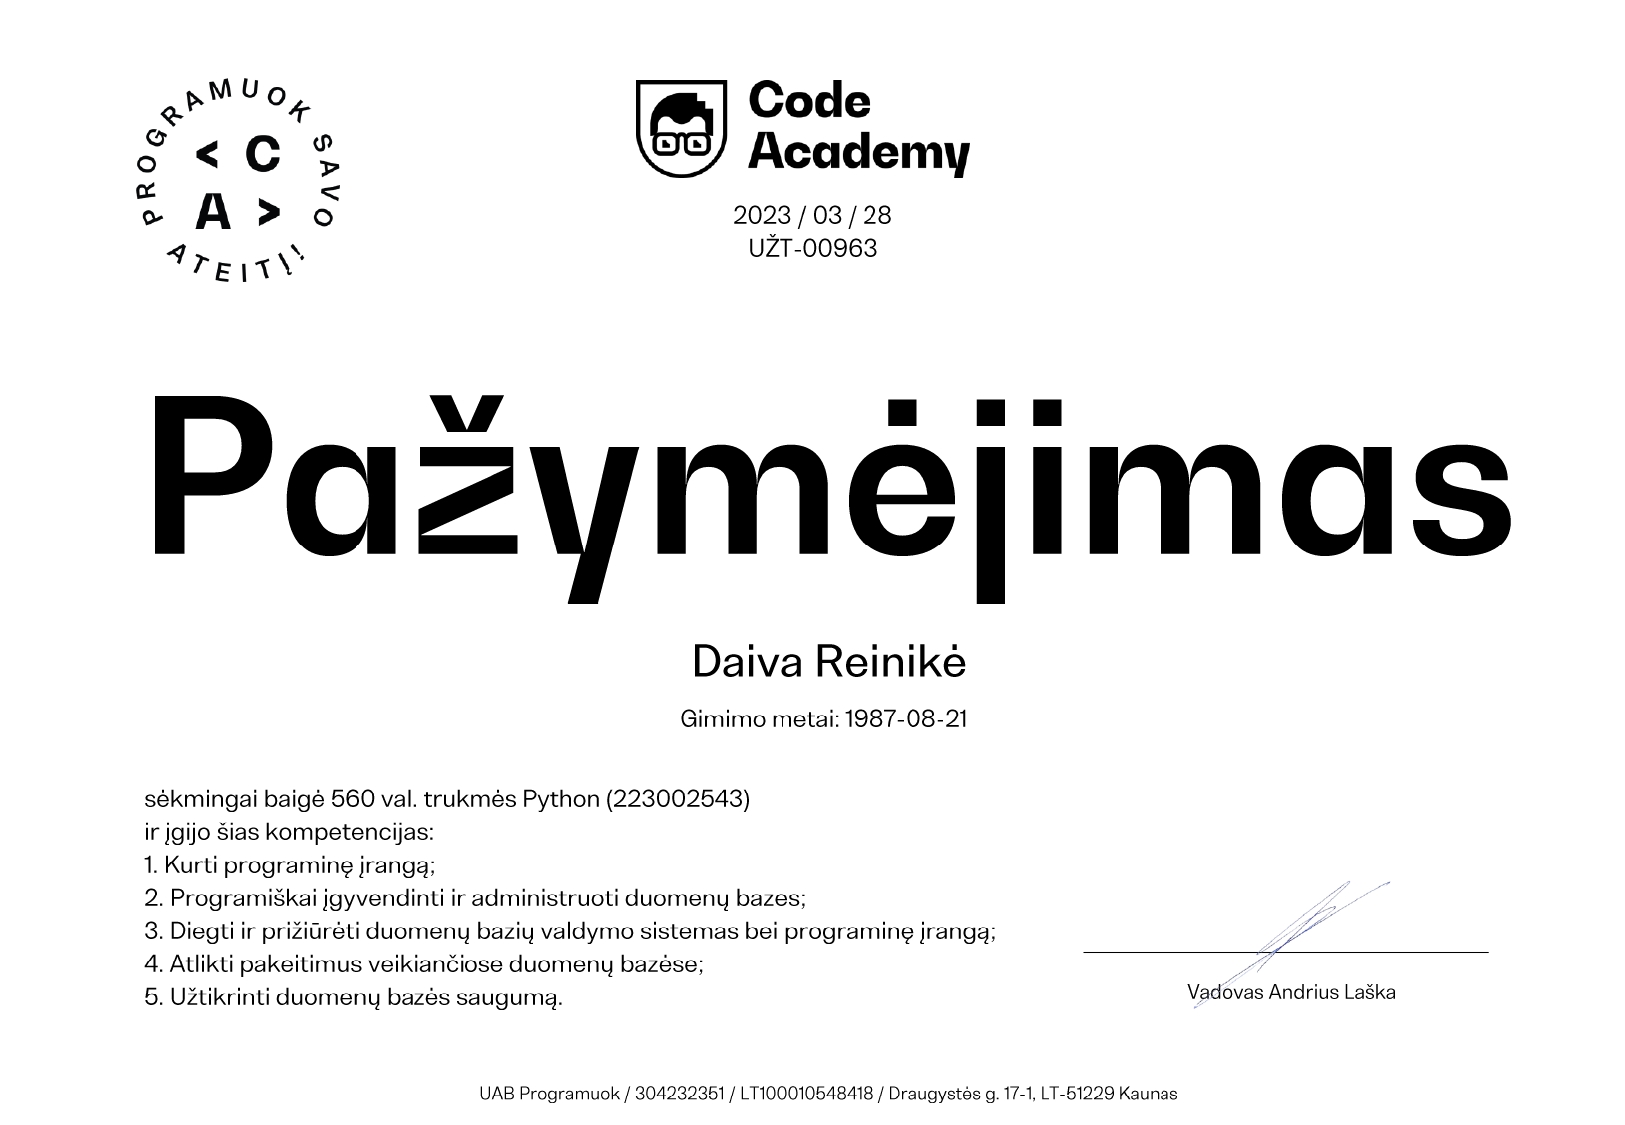 PROGRAMUOK SAVO ATEITĮ!
< C
A >
Code
Academy
2023 / 03 / 28
UŽT-00963
Pažymėjimas
Daiva Reinikė
Gimimo metai: 1987-08-21
sėkmingai baigė 560 val. trukmės Python (223002543)
ir įgijo šias kompetencijas:
1. Kurti programinę įrangą;
2. Programiškai įgyvendinti ir administruoti duomenų bazes;
3. Diegti ir prižiūrėti duomenų bazių valdymo sistemas bei programinę įrangą;
4. Atlikti pakeitimus veikiančiose duomenų bazėse;
5. Užtikrinti duomenų bazės saugumą.
Vadovas Andrius Laška
UAB Programuok / 304232351 / LT100010548418 / Draugystės g. 17-1, LT-51229 Kaunas